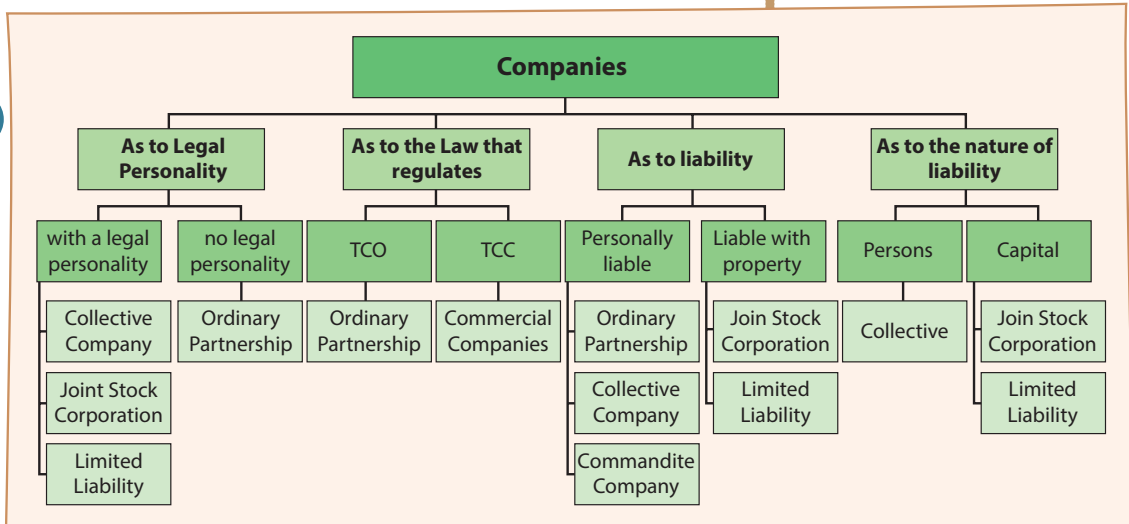 Companies
As to Legal
Personality
As to the Law that
regulates
As to liability
As to the nature of
liability
with a legal
personality
no legal
personality
TCO
TCC
Personally
liable
Liable with
property
Persons
Capital
Collective
Company
Ordinary
Partnership
Ordinary
Partnership
Commercial
Companies
Ordinary
Partnership
Join Stock
Corporation
Collective
Join Stock
Corporation
Joint Stock
Corporation
Collective
Company
Limited
Liability
Limited
Liability
Limited
Liability
Commandite
Company